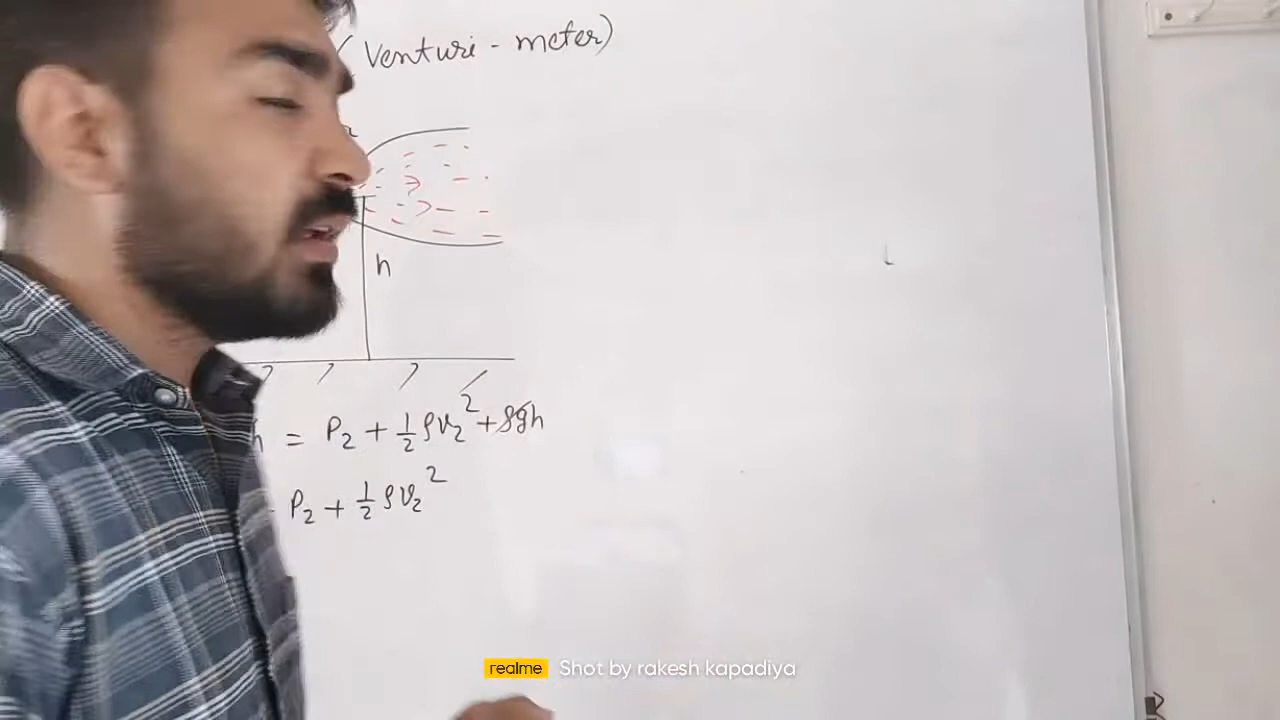 ( Venturi - meter)
h
h = P₂ + 1/2 ρv₂² + ρgh
P₂ + 1/2 ρv₂²
realme Shot by rakesh kapadiya